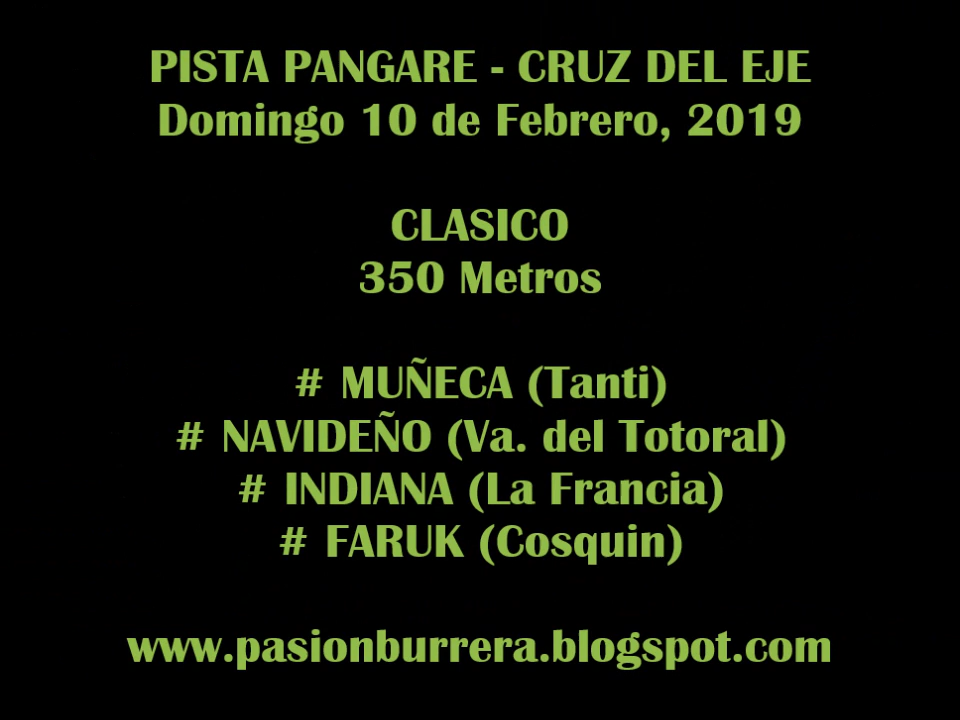 PISTA PANGARE - CRUZ DEL EJE
Domingo 10 de Febrero, 2019
CLASICO
350 Metros
# MUÑECA (Tanti)
# NAVIDEÑO (Va. del Totoral)
# INDIANA (La Francia)
# FARUK (Cosquin)
www.pasionburrera.blogspot.com